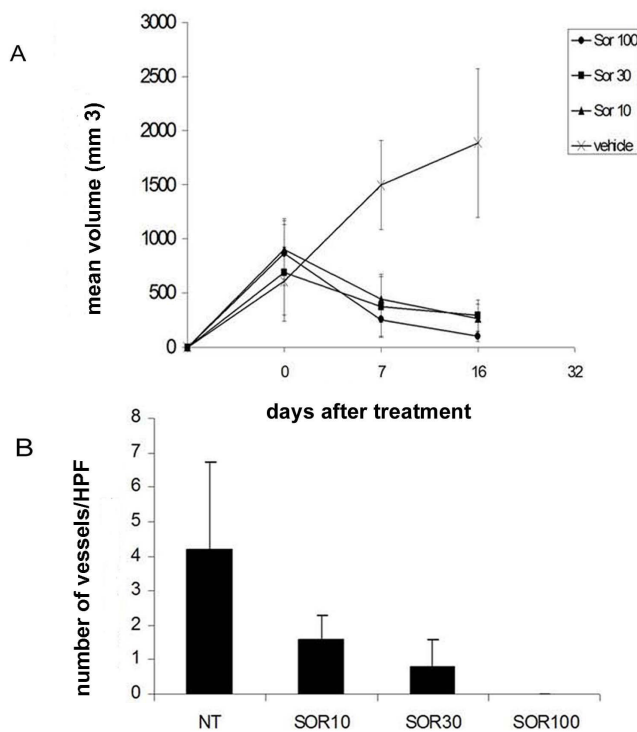 A
mean volume (mm 3)
3000
2500
2000
1500
1000
500
0
0 7 16 32
days after treatment
Sor 100
Sor 30
Sor 10
vehicle
B
number of vessels/HPF
8
7
6
5
4
3
2
1
0
NT SOR10 SOR30 SOR100